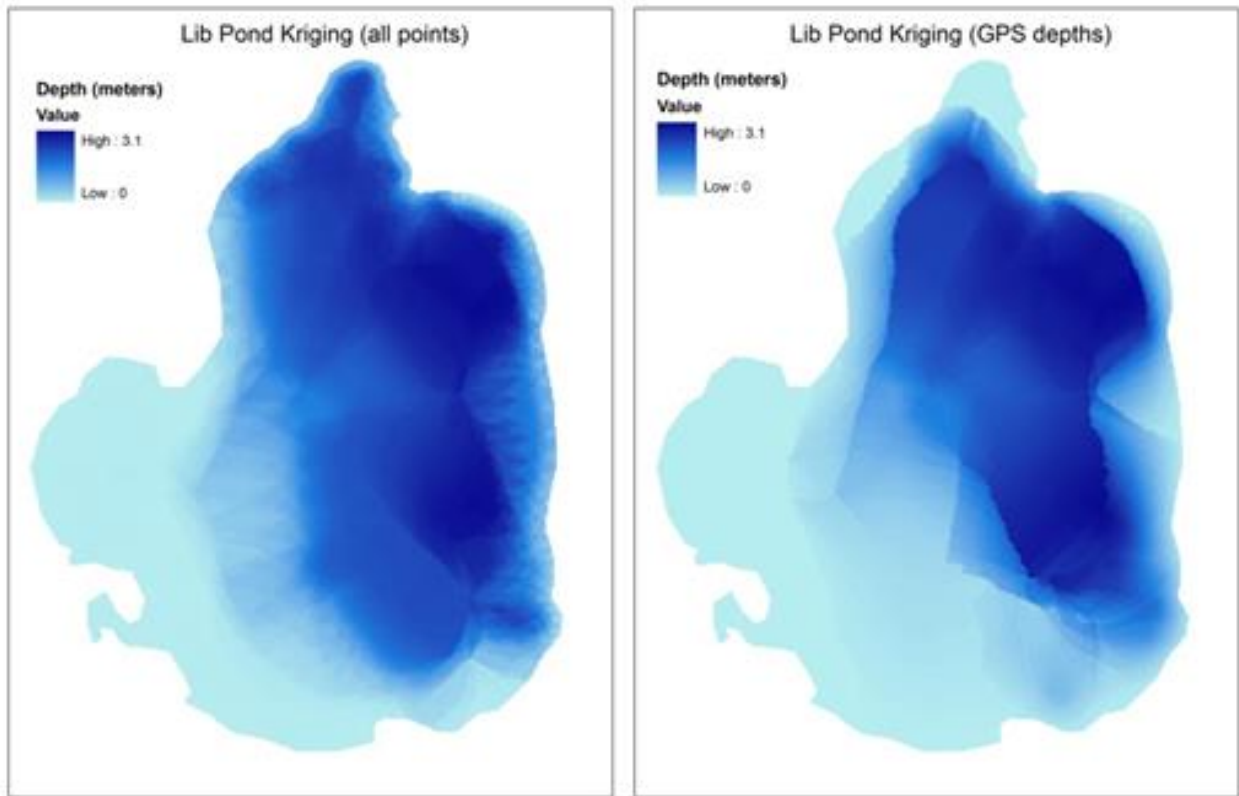 Lib Pond Kriging (all points)
Depth (meters)
Value
High : 3.1
Low : 0
Lib Pond Kriging (GPS depths)
Depth (meters)
Value
High : 3.1
Low : 0